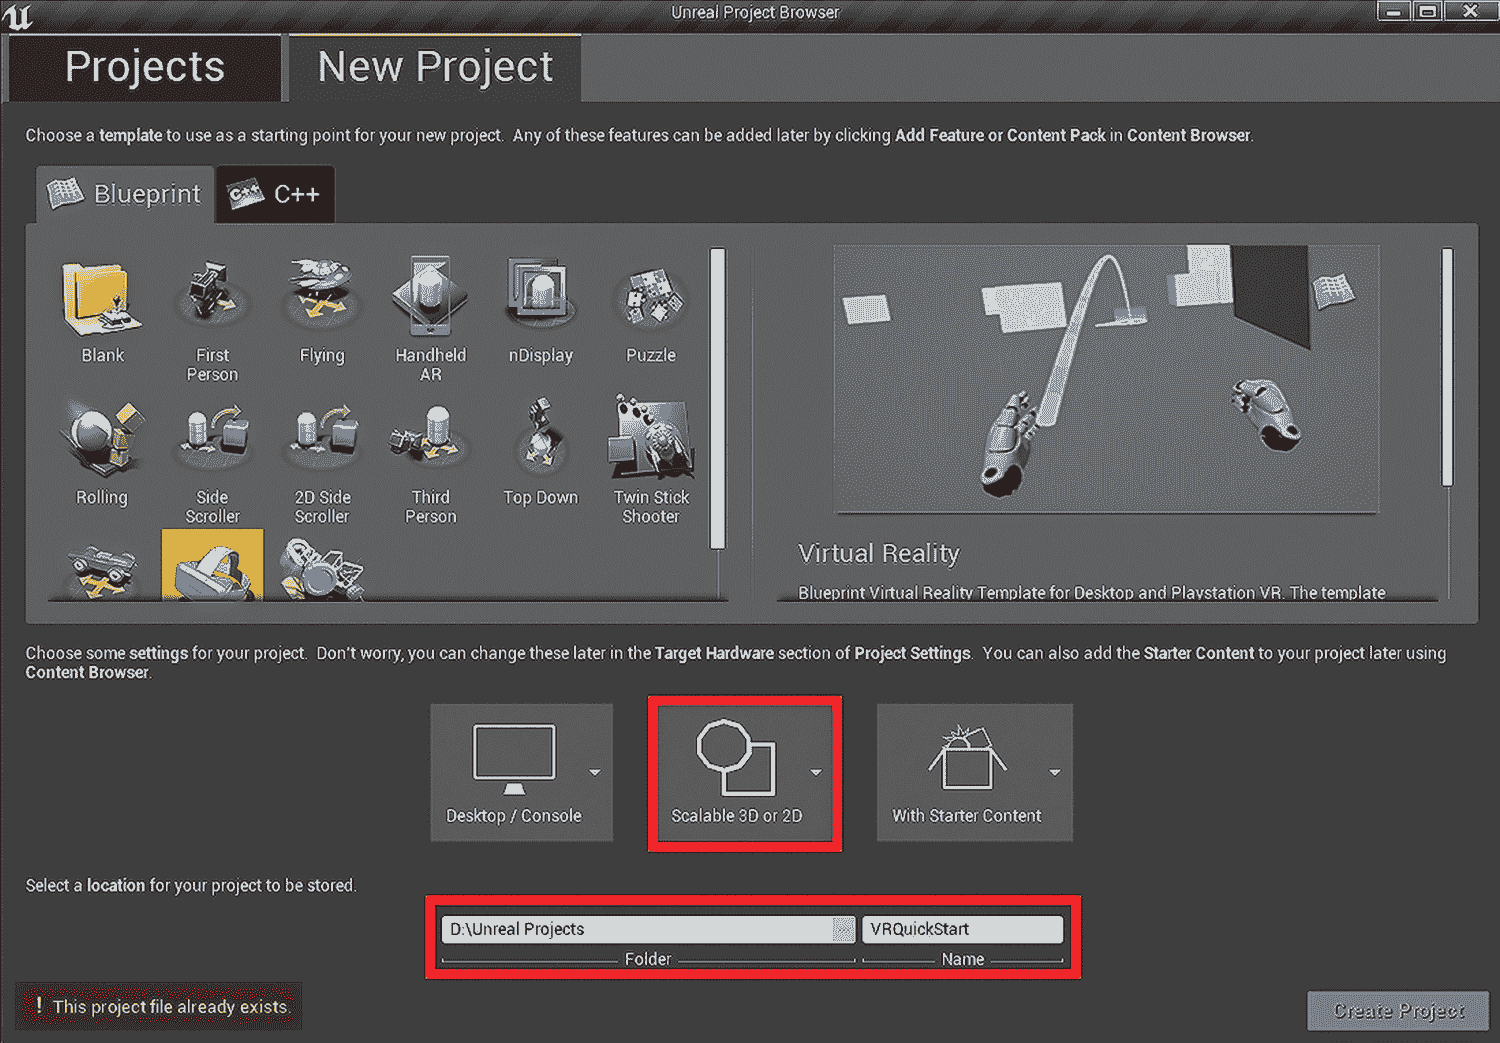 Unreal Project Browser
Projects
New Project
Choose a template to use as a starting point for your new project. Any of these features can be added later by clicking Add Feature or Content Pack in Content Browser.
Blueprint
C++
C++
Blank
First
Person
Flying
Handheld
AR
nDisplay
Puzzle
Rolling
Side
Scroller
2D Side
Scroller
Third
Person
Top Down
Twin Stick
Shooter
Virtual Reality
Blueprint Virtual Reality Template for Desktop and Playstation VR. The template
Choose some settings for your project. Don't worry, you can change these later in the Target Hardware section of Project Settings. You can also add the Starter Content to your project later using
Content Browser.
Desktop / Console
Scalable 3D or 2D
With Starter Content
Select a location for your project to be stored.
D:\Unreal Projects
VRQuickStart
Folder
Name
! This project file already exists.
Create Project